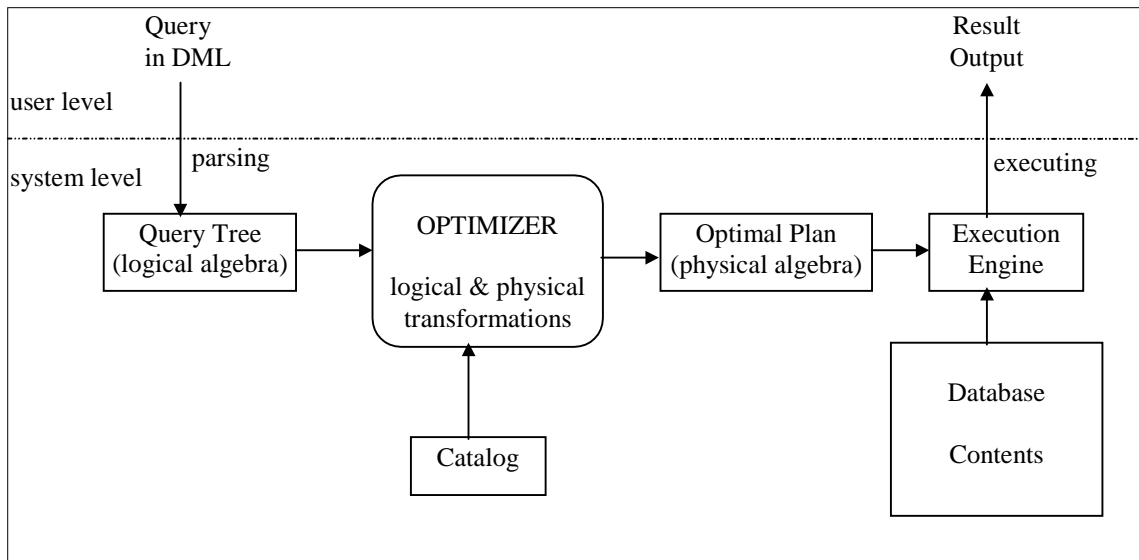 Query
in DML
Result
Output
user level
system level
parsing
executing
Query Tree
(logical algebra)
OPTIMIZER
logical & physical
transformations
Optimal Plan
(physical algebra)
Execution
Engine
Catalog
Database
Contents